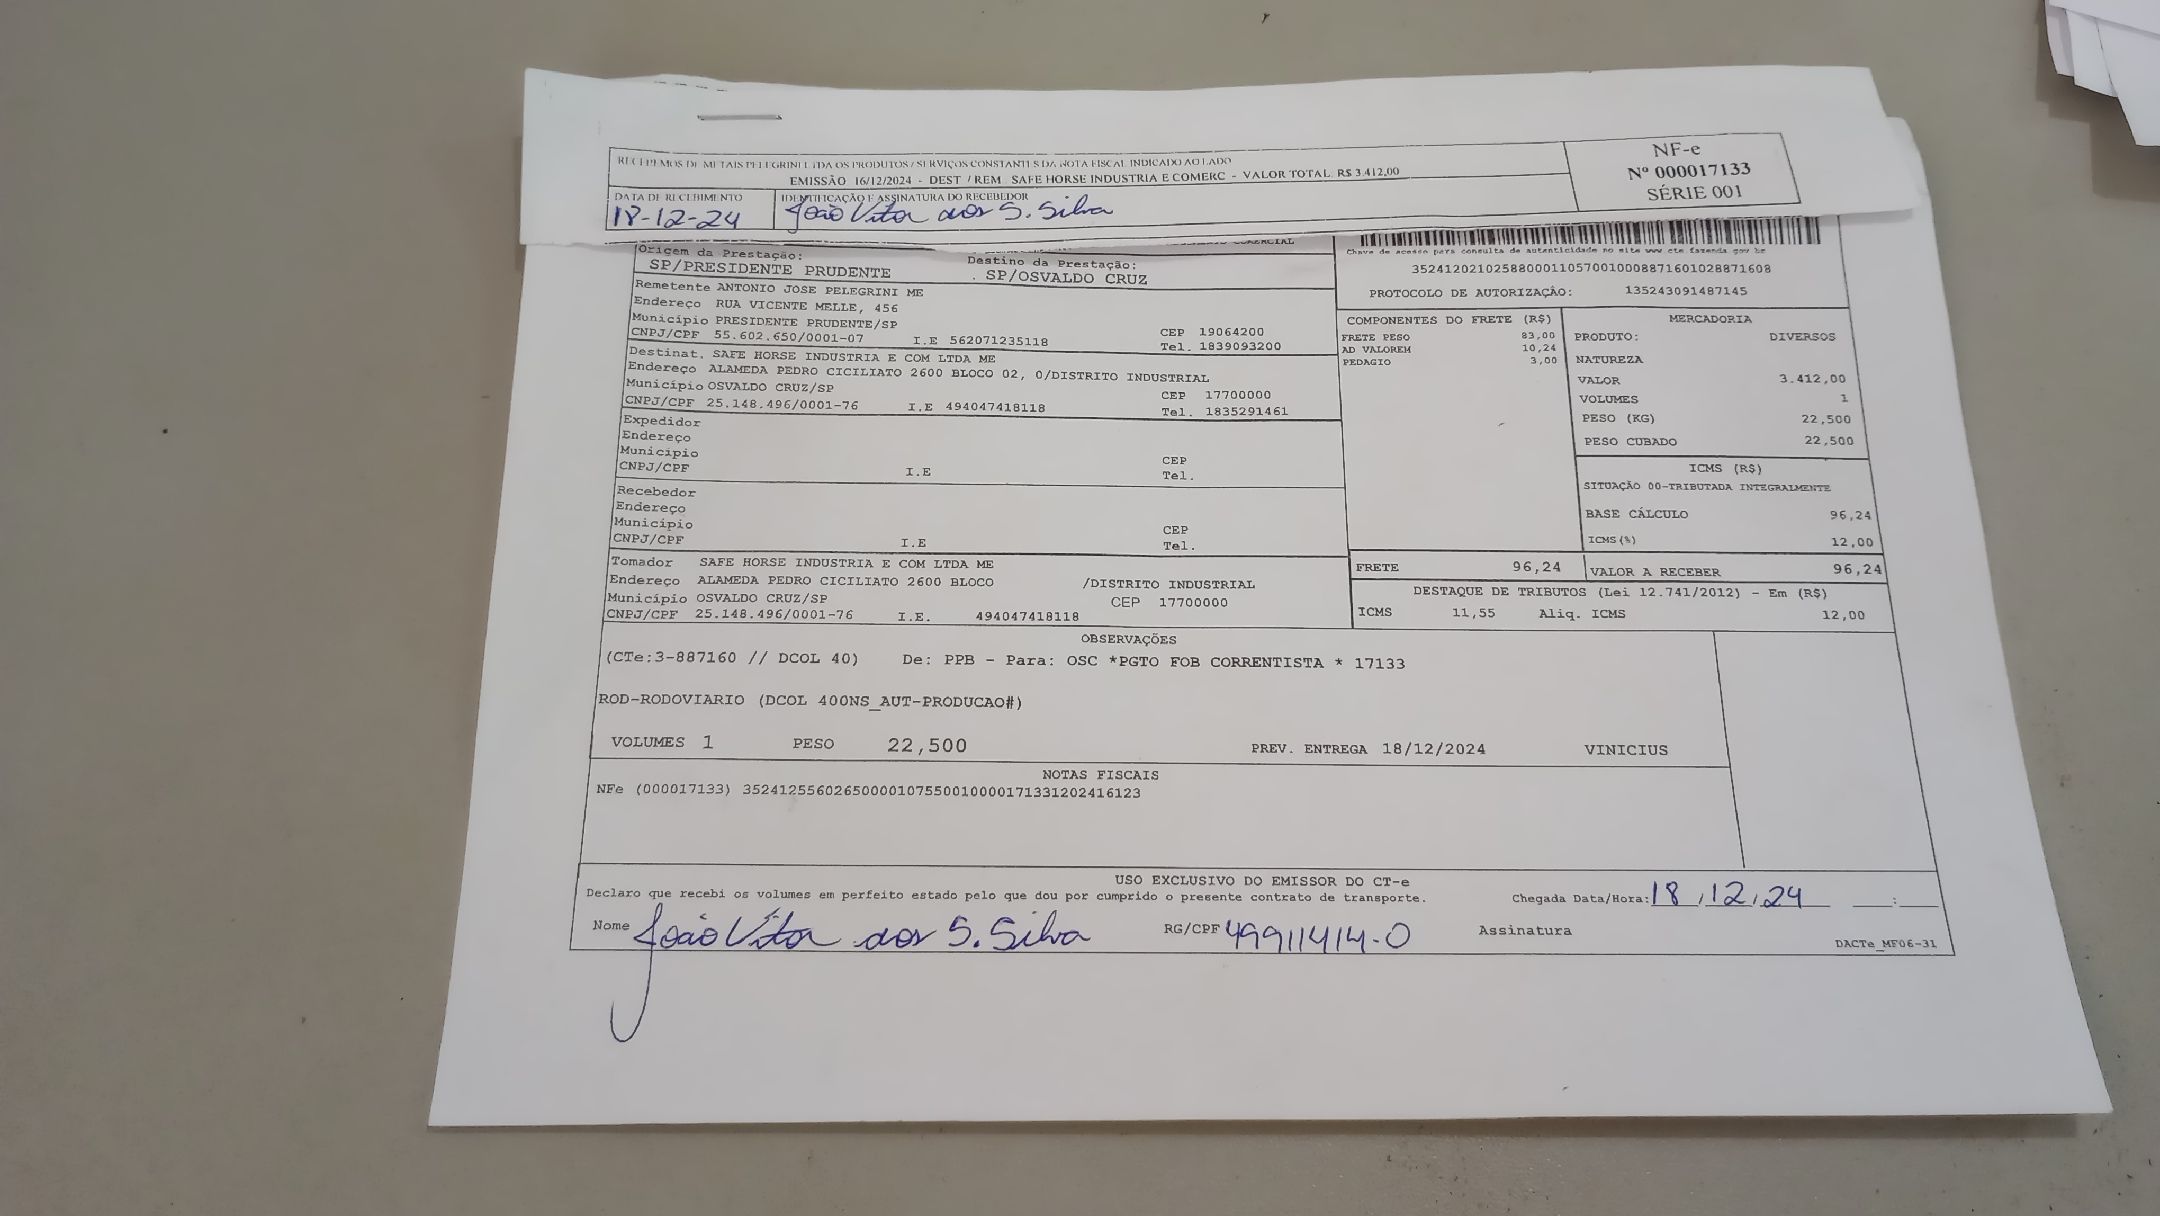 RECEPEMOS DE METAIS PELEGRINI LTDA OS PRODUTOS / SERVIÇOS CONSTANTES DA NOTA FISCAL INDICADO AO LADO
EMISSÃO 16/12/2024 - DEST / REM SAFE HORSE INDUSTRIA E COMERC - VALOR TOTAL R$ 3.412,00
NF-e
Nº 000017133
SÉRIE 001
DATA DE RECEBIMENTO
18-12-24
IDENTIFICAÇÃO E ASSINATURA DO RECEBEDOR
João Vitor dos S. Silva
Origem da Prestação:
SP/PRESIDENTE PRUDENTE
Destino da Prestação:
. SP/OSVALDO CRUZ
Chave de acesso para consulta de autenticidade no site www.cte.fazenda.gov.br
35241202102588000110570010008871601028871608
PROTOCOLO DE AUTORIZAÇÃO: 135243091487145
Remetente ANTONIO JOSE PELEGRINI ME
Endereço RUA VICENTE MELLE, 456
Município PRESIDENTE PRUDENTE/SP CEP 19064200
CNPJ/CPF 55.602.650/0001-07 I.E 562071235118 Tel. 1839093200
Destinat. SAFE HORSE INDUSTRIA E COM LTDA ME
Endereço ALAMEDA PEDRO CICILIATO 2600 BLOCO 02, 0/DISTRITO INDUSTRIAL
Município OSVALDO CRUZ/SP CEP 17700000
CNPJ/CPF 25.148.496/0001-76 I.E 494047418118 Tel. 1835291461
Expedidor
Endereço
Município CEP
CNPJ/CPF I.E Tel.
Recebedor
Endereço
Município CEP
CNPJ/CPF I.E Tel.
Tomador SAFE HORSE INDUSTRIA E COM LTDA ME
Endereço ALAMEDA PEDRO CICILIATO 2600 BLOCO /DISTRITO INDUSTRIAL
Município OSVALDO CRUZ/SP CEP 17700000
CNPJ/CPF 25.148.496/0001-76 I.E. 494047418118
COMPONENTES DO FRETE (R$)
FRETE PESO 83,00
AD VALOREM 10,24
PEDAGIO 3,00
MERCADORIA
PRODUTO: DIVERSOS
NATUREZA
VALOR 3.412,00
VOLUMES 1
PESO (KG) 22,500
PESO CUBADO 22,500
ICMS (R$)
SITUAÇÃO 00-TRIBUTADA INTEGRALMENTE
BASE CÁLCULO 96,24
ICMS(%) 12,00
FRETE 96,24 VALOR A RECEBER 96,24
DESTAQUE DE TRIBUTOS (Lei 12.741/2012) - Em (R$)
ICMS 11,55 Aliq. ICMS 12,00
OBSERVAÇÕES
(CTe:3-887160 // DCOL 40) De: PPB - Para: OSC *PGTO FOB CORRENTISTA * 17133
ROD-RODOVIARIO (DCOL 400NS_AUT-PRODUCAO#)
VOLUMES 1 PESO 22,500 PREV. ENTREGA 18/12/2024 VINICIUS
NOTAS FISCAIS
NFe (000017133) 35241255602650000107550010000171331202416123
USO EXCLUSIVO DO EMISSOR DO CT-e
Declaro que recebi os volumes em perfeito estado pelo que dou por cumprido o presente contrato de transporte. Chegada Data/Hora: 18,12,24 :
Nome João Vitor dos S. Silva RG/CPF 49911414-0 Assinatura
DACTe_MF06-31